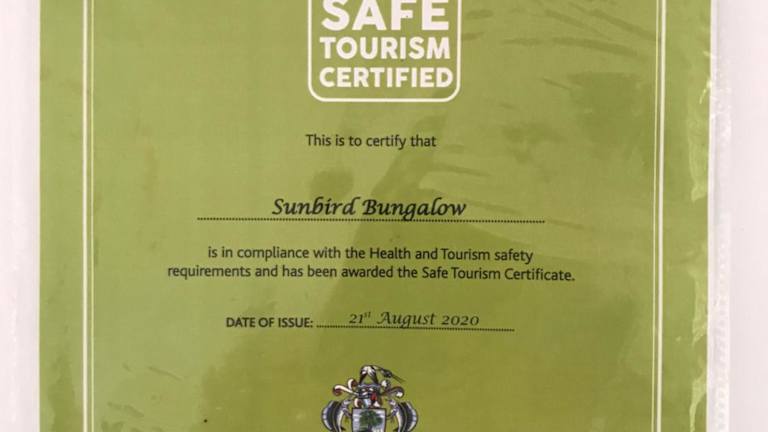 SAFE
TOURISM
CERTIFIED
This is to certify that
Sunbird Bungalow
is in compliance with the Health and Tourism safety
requirements and has been awarded the Safe Tourism Certificate.
DATE OF ISSUE: 21st August 2020